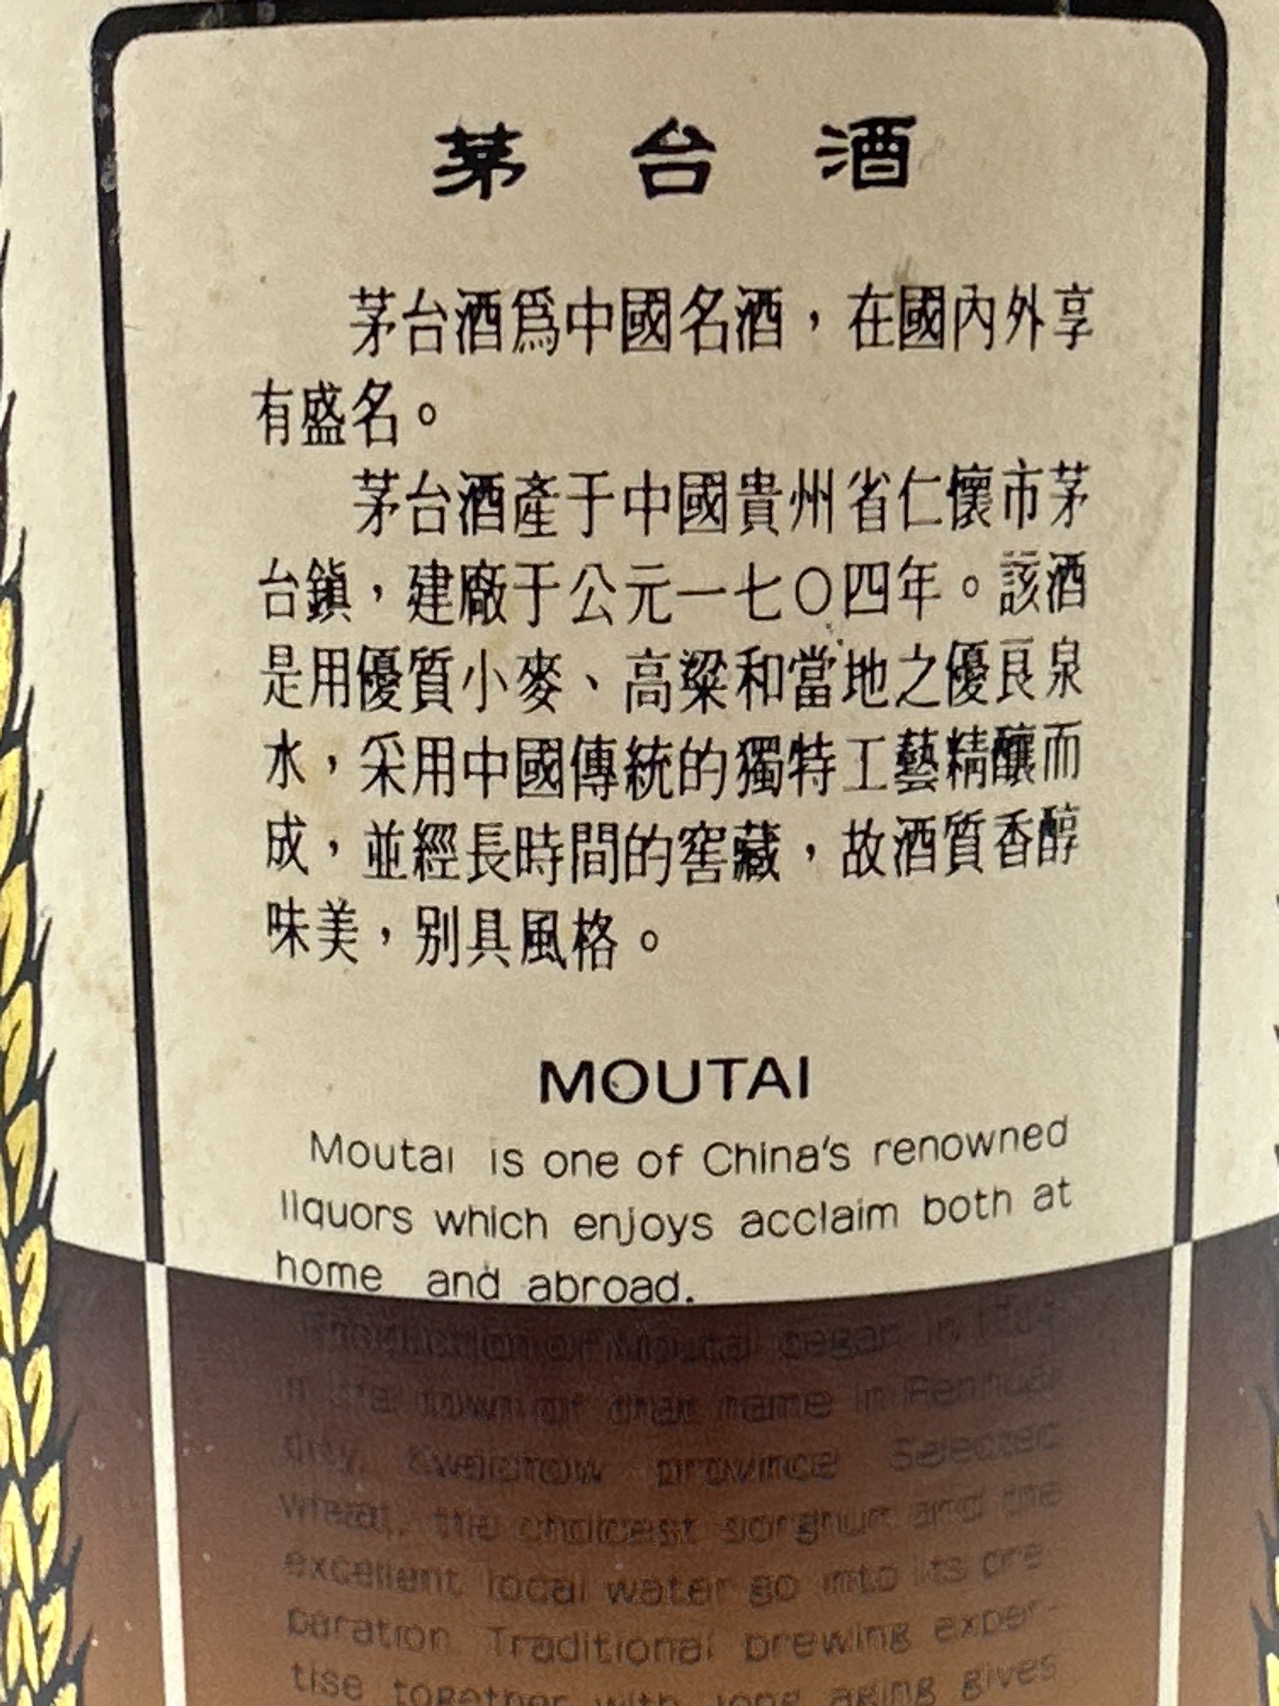 茅台酒
茅台酒爲中國名酒，在國內外享
有盛名。
茅台酒產于中國貴州省仁懷市茅
台鎮，建廠于公元一七〇四年。該酒
是用優質小麥、高粱和當地之優良泉
水，采用中國傳統的獨特工藝精釀而
成，並經長時間的窖藏，故酒質香醇
味美，别具風格。
MOUTAI
Moutai is one of China's renowned
liquors which enjoys acclaim both at
home and abroad.
Production of Moutai began in 1704
in the town of that name in Renhuai
city, Kweichow province Selected
wheat, the choicest sorghum and the
excellent local water go into its pre-
paration Traditional brewing exper-
tise together with long aging gives